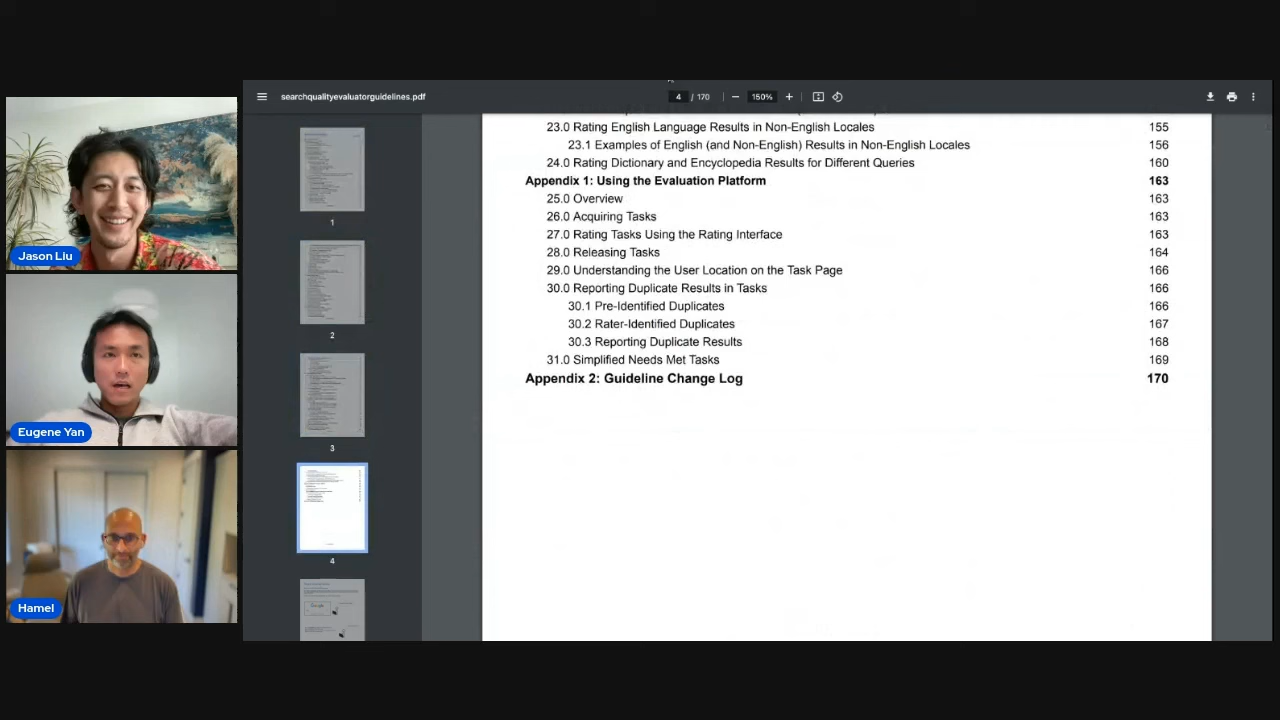 Jason Liu
Eugene Yan
Hamel
searchqualityevaluatorguidelines.pdf
4 / 170
150%
1
2
3
4
23.0 Rating English Language Results in Non-English Locales 155
23.1 Examples of English (and Non-English) Results in Non-English Locales 156
24.0 Rating Dictionary and Encyclopedia Results for Different Queries 160
Appendix 1: Using the Evaluation Platform 163
25.0 Overview 163
26.0 Acquiring Tasks 163
27.0 Rating Tasks Using the Rating Interface 163
28.0 Releasing Tasks 164
29.0 Understanding the User Location on the Task Page 166
30.0 Reporting Duplicate Results in Tasks 166
30.1 Pre-Identified Duplicates 166
30.2 Rater-Identified Duplicates 167
30.3 Reporting Duplicate Results 168
31.0 Simplified Needs Met Tasks 169
Appendix 2: Guideline Change Log 170